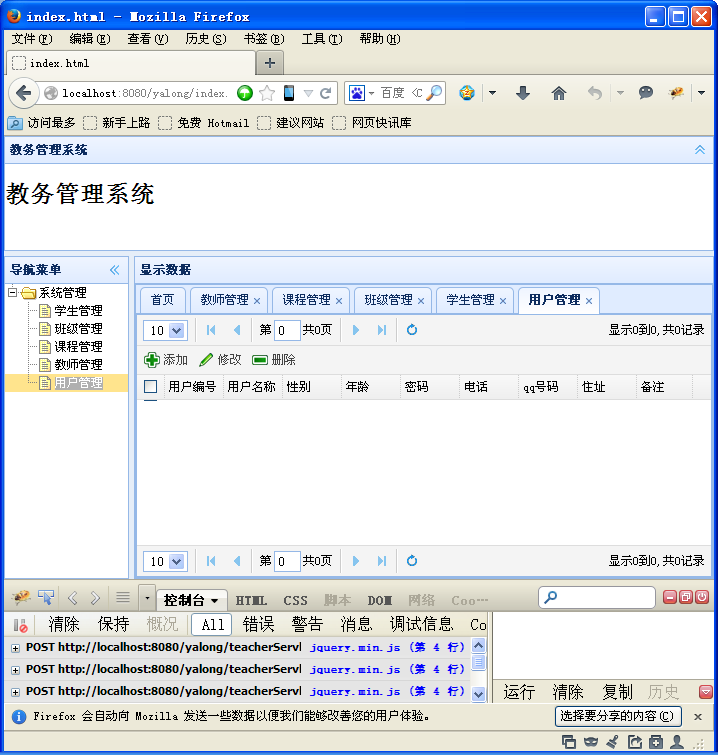 index.html - Mozilla Firefox
文件(F) 编辑(E) 查看(V) 历史(S) 书签(B) 工具(T) 帮助(H)
index.html
localhost:8080/yalong/index. 百度
访问最多 新手上路 免费 Hotmail 建议网站 网页快讯库
教务管理系统
教务管理系统
导航菜单
系统管理
学生管理
班级管理
课程管理
教师管理
用户管理
显示数据
首页 教师管理 课程管理 班级管理 学生管理 用户管理
10 第 0 共0页 显示0到0, 共0记录
添加 修改 删除
用户编号 用户名称 性别 年龄 密码 电话 qq号码 住址 备注
10 第 0 共0页 显示0到0, 共0记录
控制台 HTML CSS 脚本 DOM 网络 Coo…
清除 保持 概况 All 错误 警告 消息 调试信息 Co
POST http://localhost:8080/yalong/teacherServl jquery.min.js (第 4 行)
POST http://localhost:8080/yalong/teacherServl jquery.min.js (第 4 行)
POST http://localhost:8080/yalong/teacherServl jquery.min.js (第 4 行)
运行 清除 复制 历史
Firefox 会自动向 Mozilla 发送一些数据以便我们能够改善您的用户体验。 选择要分享的内容(C)